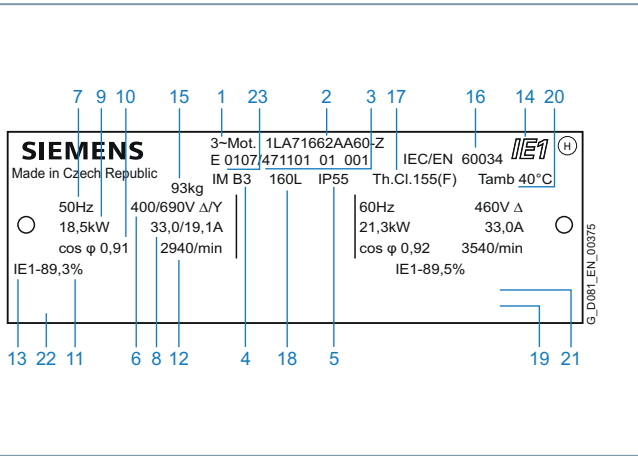 7 9 10 15 1 23 2 3 17 16 14 20
SIEMENS
Made in Czech Republic
3~Mot. 1LA71662AA60-Z
E 0107/471101 01 001 IEC/EN 60034 IE1 H
93kg IM B3 160L IP55 Th.Cl.155(F) Tamb 40°C
50Hz 400/690V Δ/Y 60Hz 460V Δ
18,5kW 33,0/19,1A 21,3kW 33,0A
cos φ 0,91 2940/min cos φ 0,92 3540/min
IE1-89,3% IE1-89,5%
13 22 11 6 8 12 4 18 5 19 21
G_D081_EN_00375